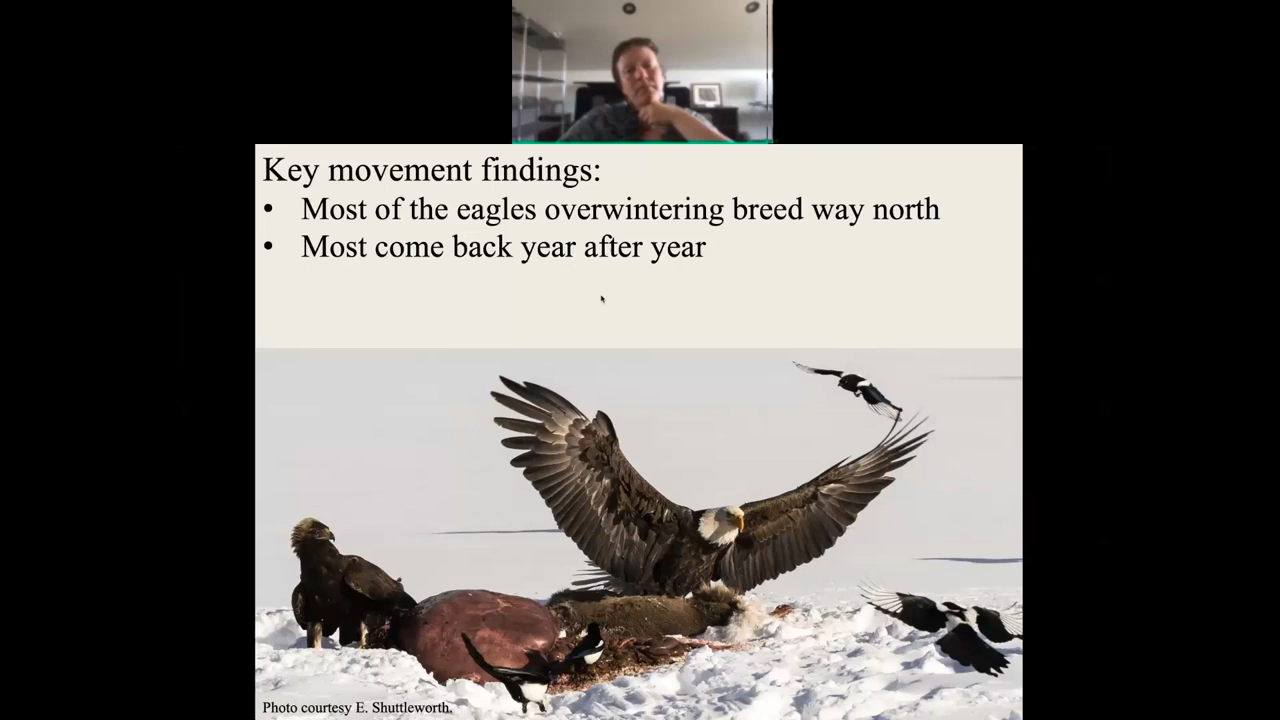 Key movement findings:
• Most of the eagles overwintering breed way north
• Most come back year after year
Photo courtesy E. Shuttleworth.